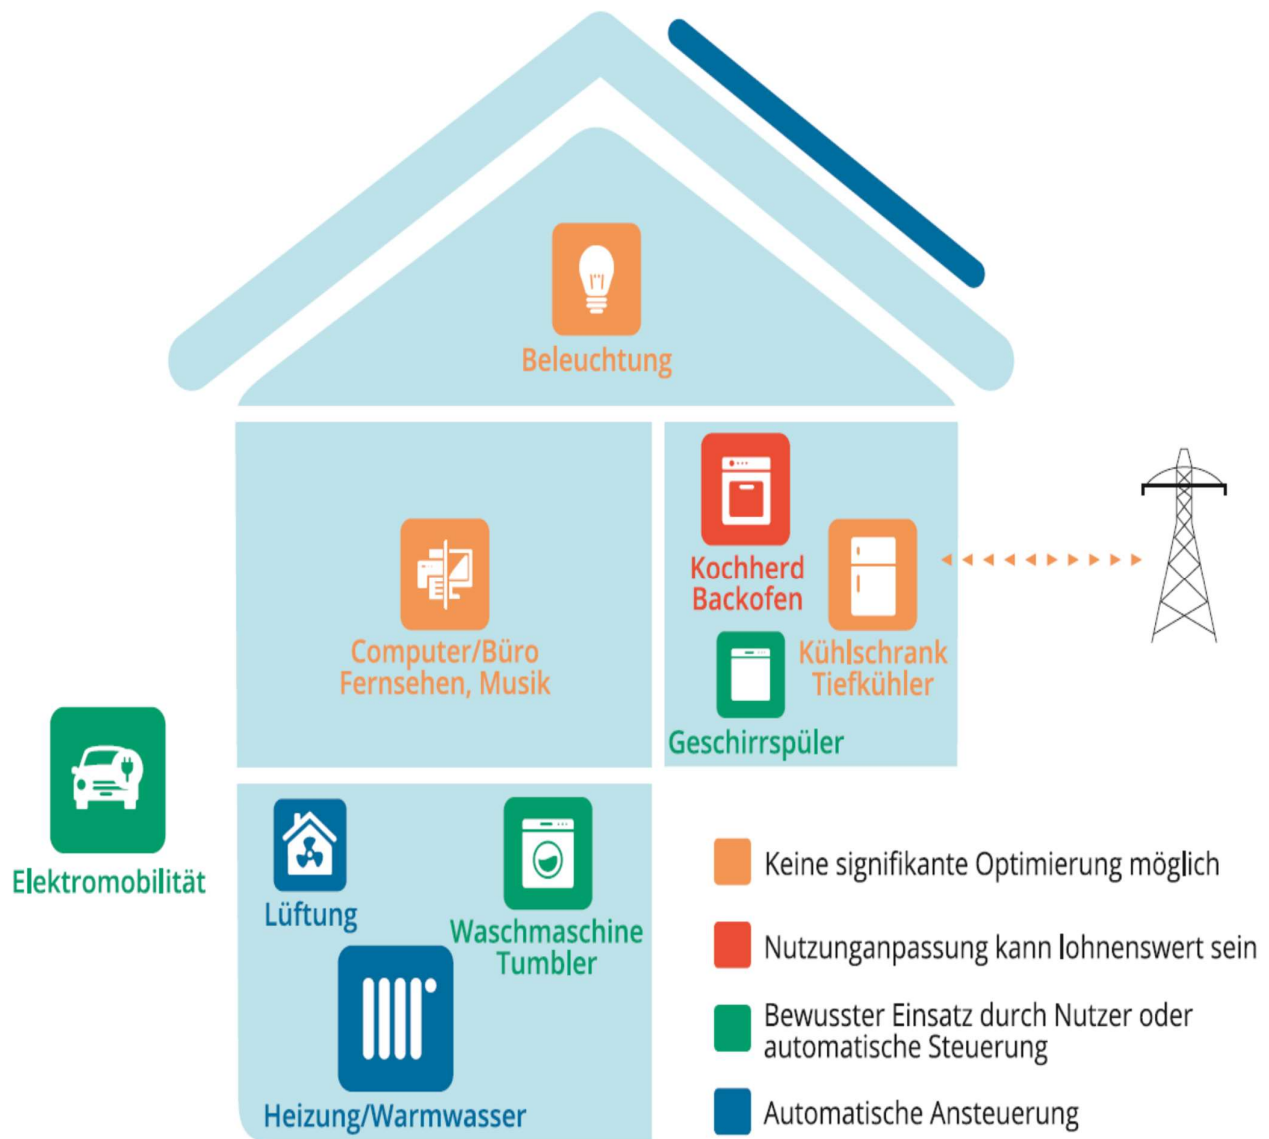 Beleuchtung
Computer/Büro
Fernsehen, Musik
Kochherd
Backofen
Kühlschrank
Tiefkühler
Geschirrspüler
Elektromobilität
Lüftung
Waschmaschine
Tumbler
Heizung/Warmwasser
Keine signifikante Optimierung möglich
Nutzunganpassung kann lohnenswert sein
Bewusster Einsatz durch Nutzer oder
automatische Steuerung
Automatische Ansteuerung